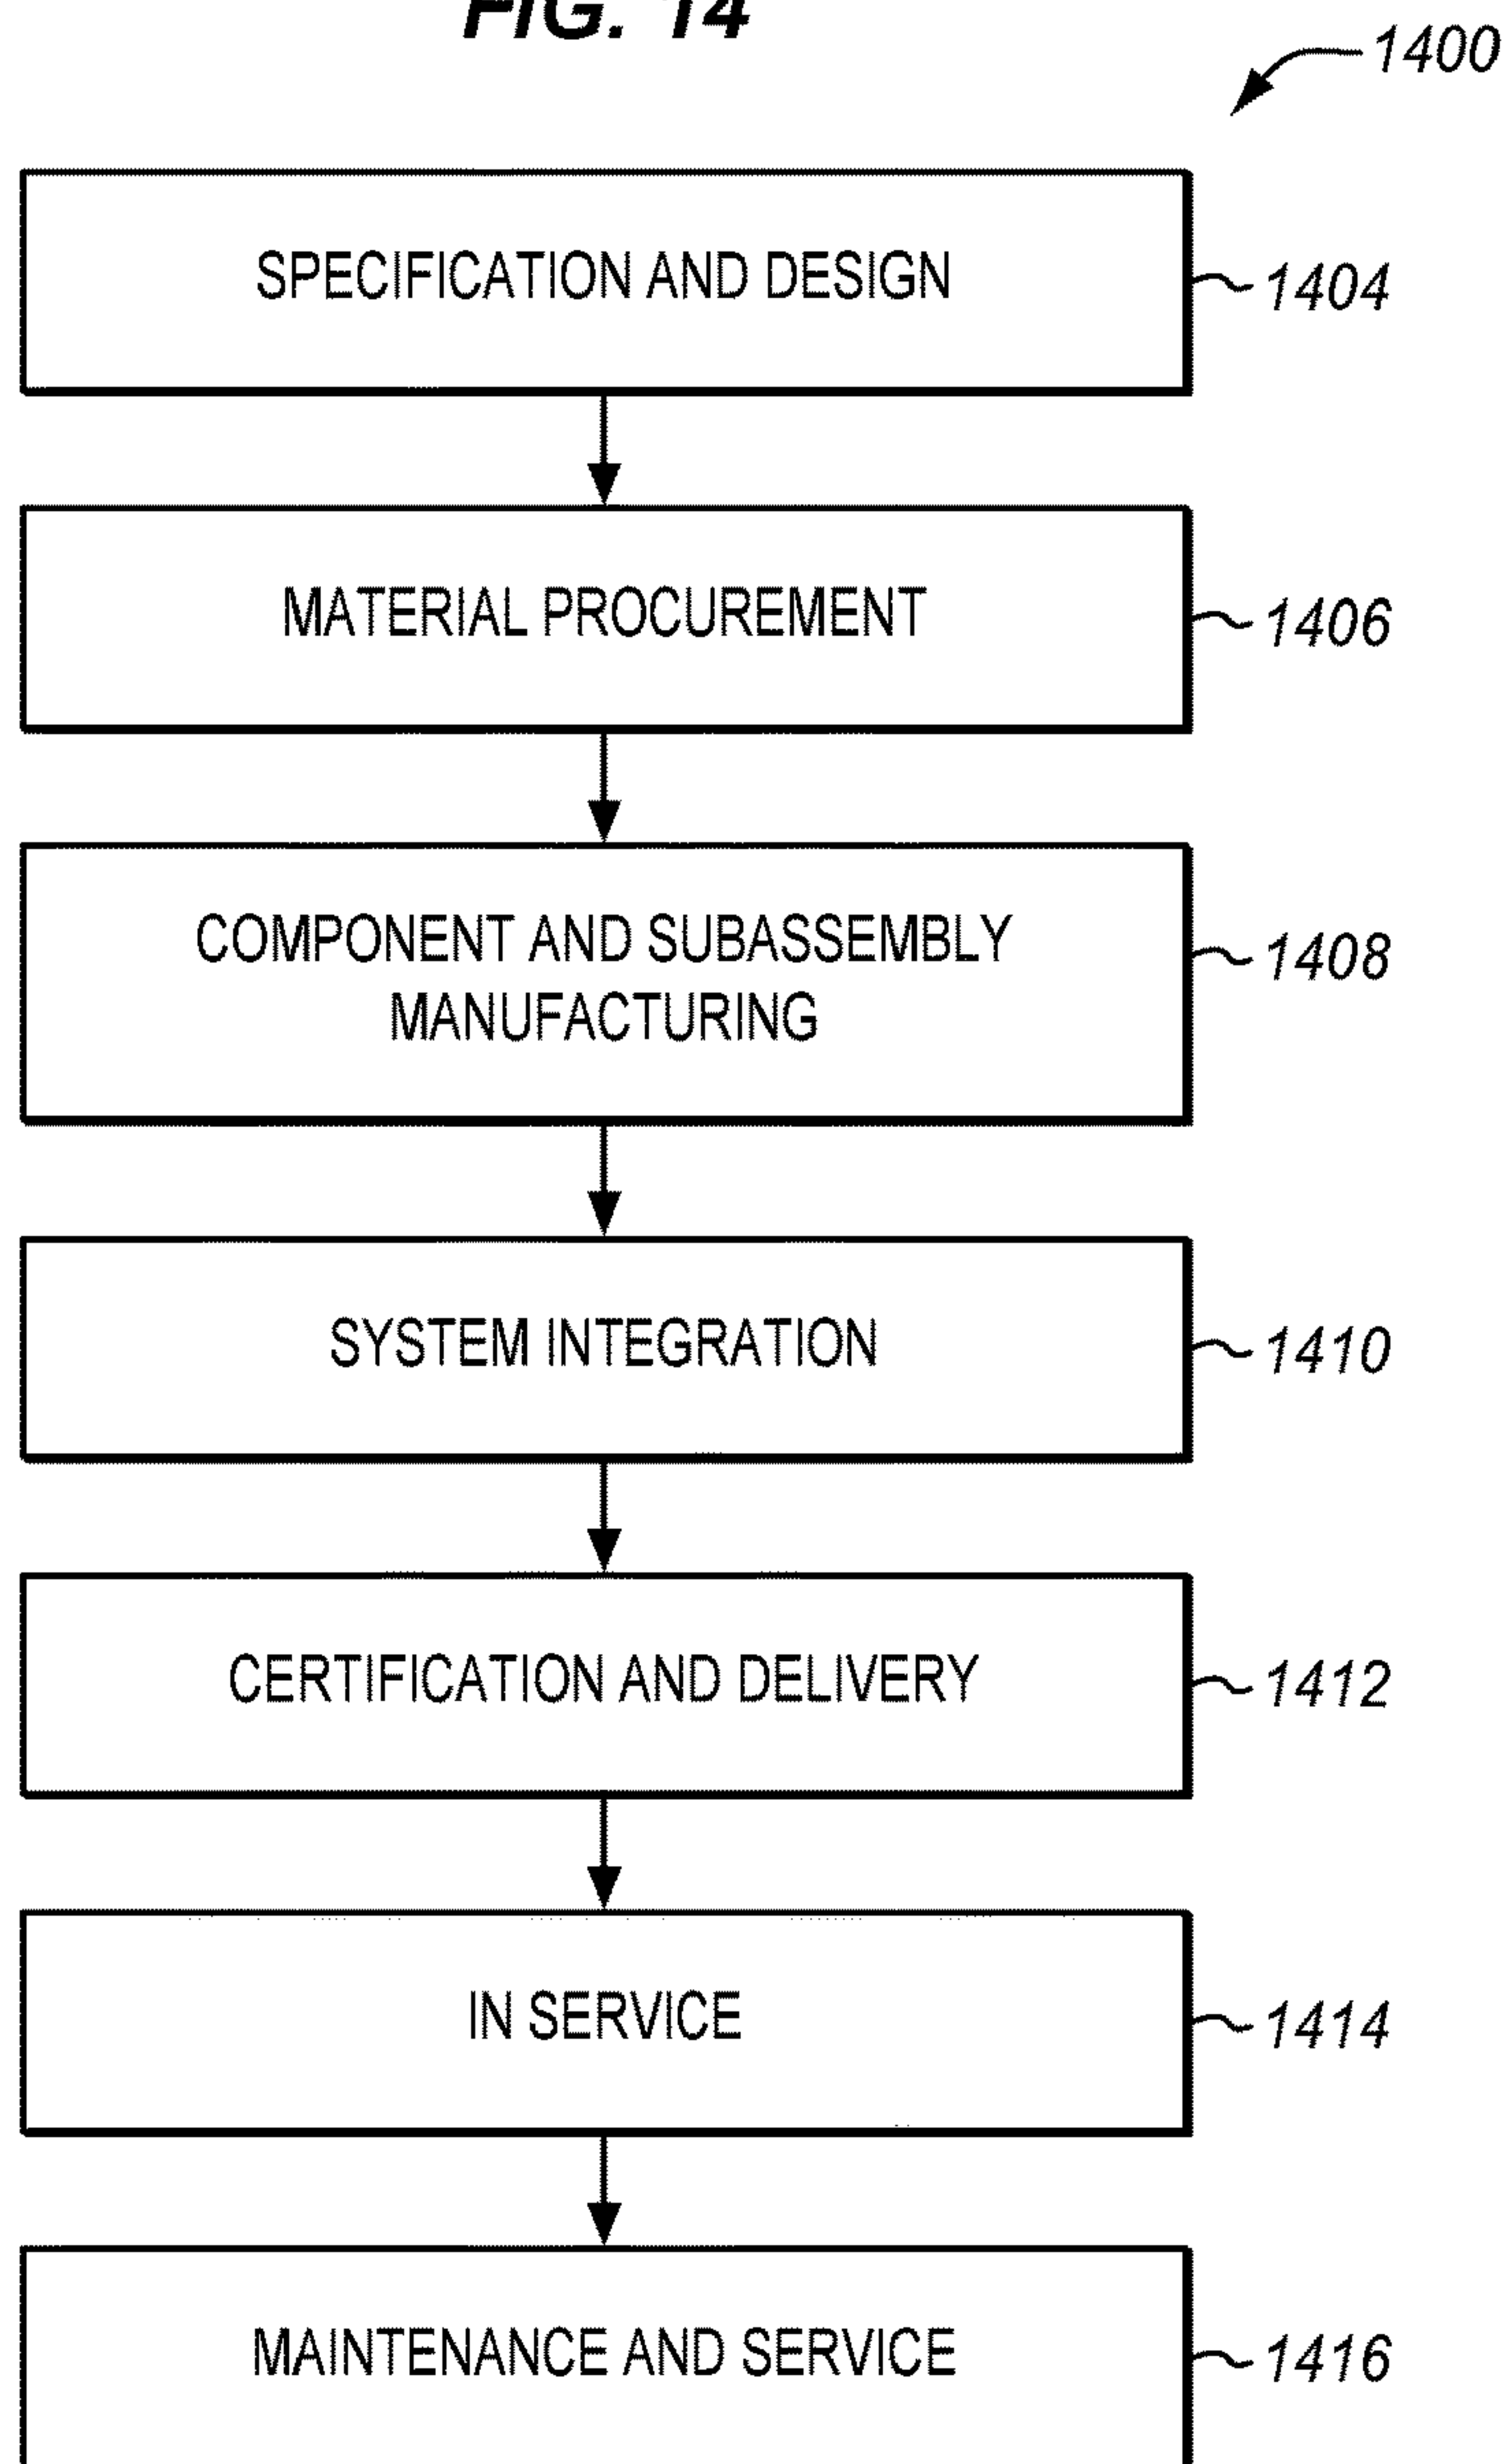 FIG. 14
1400
SPECIFICATION AND DESIGN
1404
MATERIAL PROCUREMENT
1406
COMPONENT AND SUBASSEMBLY
MANUFACTURING
1408
SYSTEM INTEGRATION
1410
CERTIFICATION AND DELIVERY
1412
IN SERVICE
1414
MAINTENANCE AND SERVICE
1416